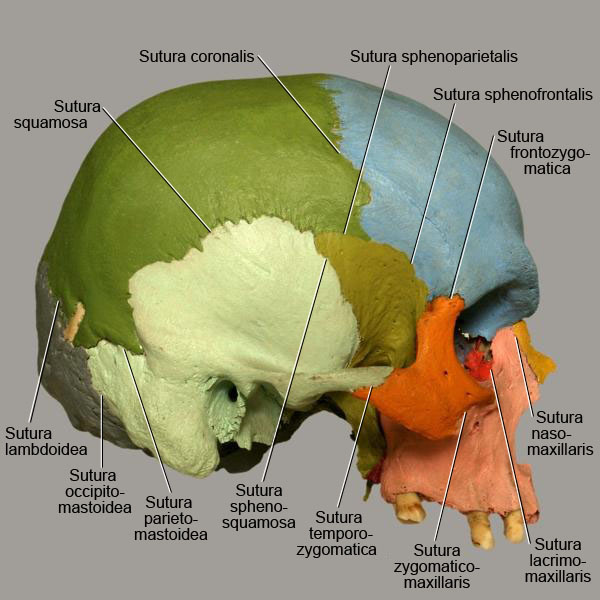 Sutura coronalis
Sutura sphenoparietalis
Sutura sphenofrontalis
Sutura
squamosa
Sutura
frontozygo-
matica
Sutura
lambdoidea
Sutura
occipito-
mastoidea
Sutura
parieto-
mastoidea
Sutura
spheno-
squamosa
Sutura
temporo-
zygomatica
Sutura
zygomatico-
maxillaris
Sutura
naso-
maxillaris
Sutura
lacrimo-
maxillaris